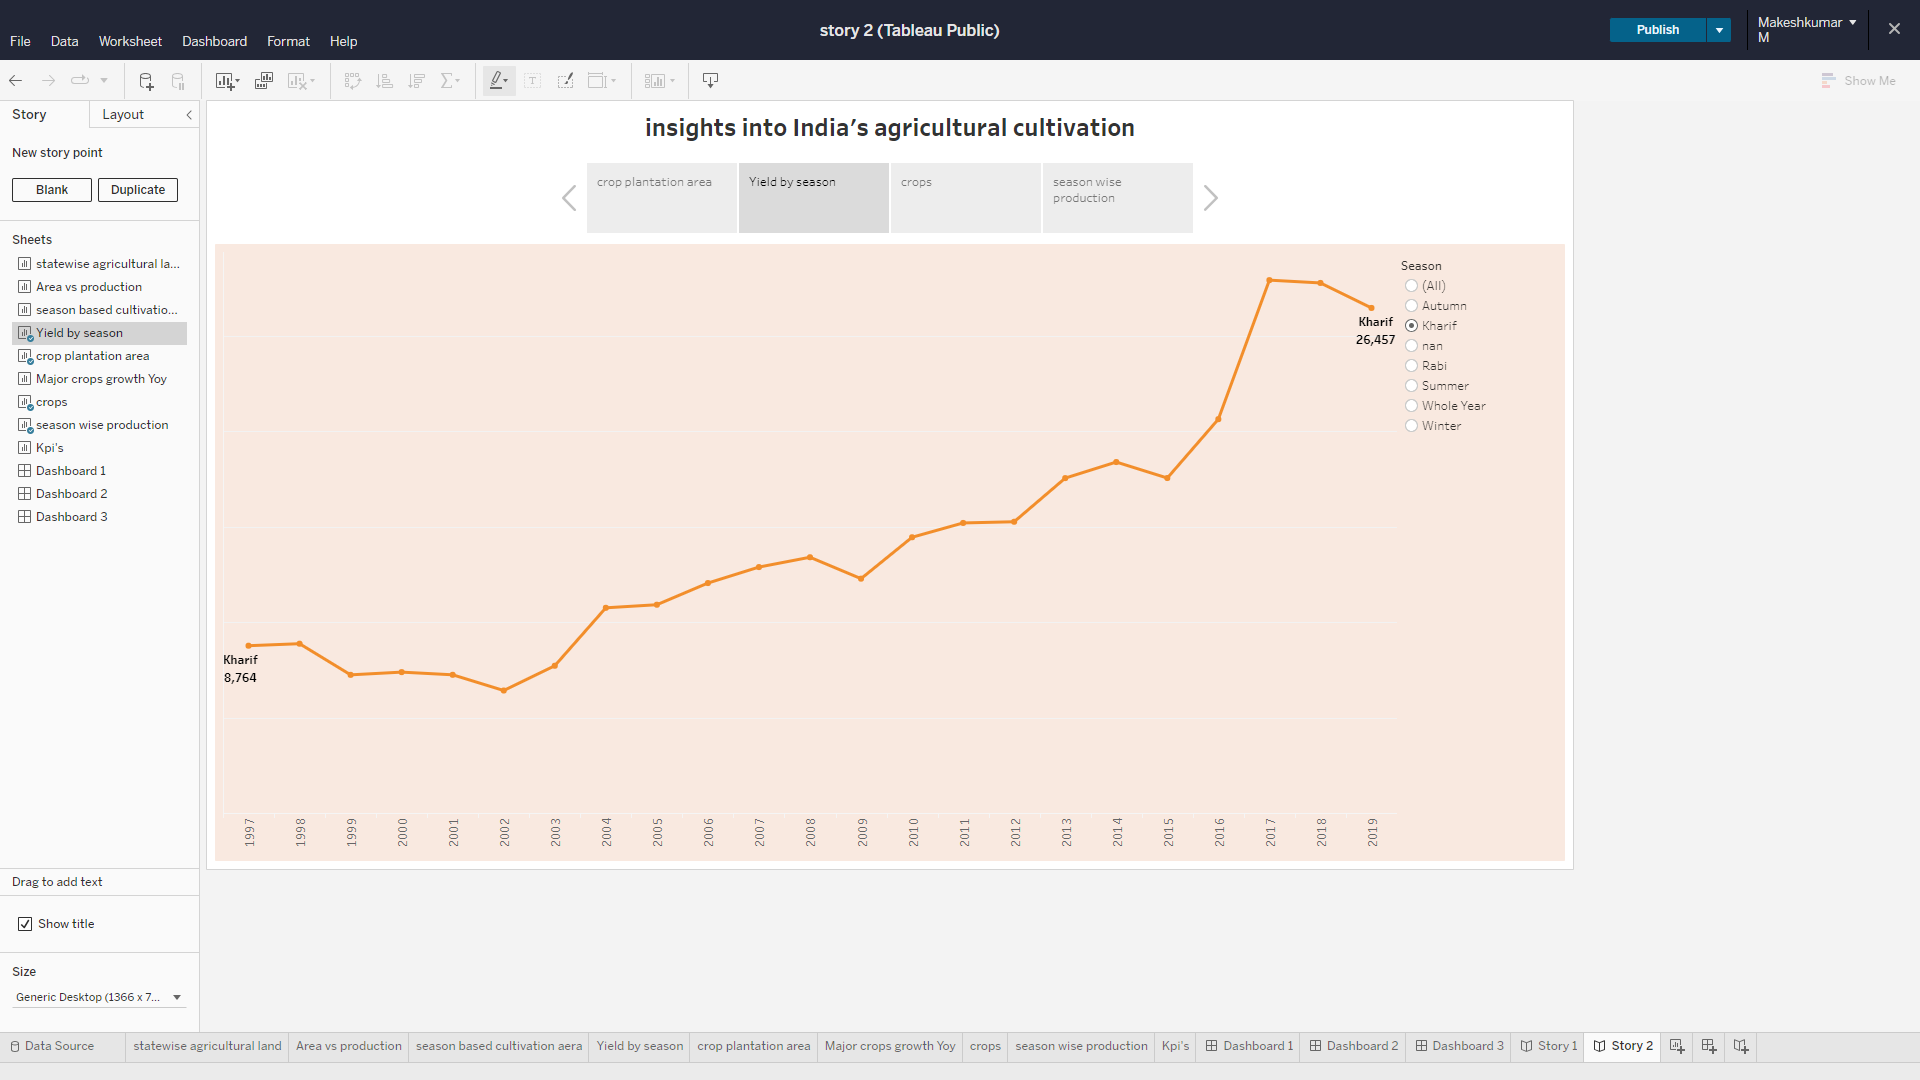 story 2 (Tableau Public)
Publish
Makeshkumar
M
File Data Worksheet Dashboard Format Help
Show Me
Story Layout
New story point
Blank Duplicate
Sheets
statewise agricultural la...
Area vs production
season based cultivatio...
Yield by season
crop plantation area
Major crops growth Yoy
crops
season wise production
Kpi's
Dashboard 1
Dashboard 2
Dashboard 3
Drag to add text
Show title
Size
Generic Desktop (1366 x 7...
insights into India's agricultural cultivation
crop plantation area
Yield by season
crops
season wise
production
Season
(All)
Autumn
Kharif
nan
Rabi
Summer
Whole Year
Winter
Kharif
26,457
Kharif
8,764
1997 1998 1999 2000 2001 2002 2003 2004 2005 2006 2007 2008 2009 2010 2011 2012 2013 2014 2015 2016 2017 2018 2019
Data Source statewise agricultural land Area vs production season based cultivation aera Yield by season crop plantation area Major crops growth Yoy crops season wise production Kpi's Dashboard 1 Dashboard 2 Dashboard 3 Story 1 Story 2